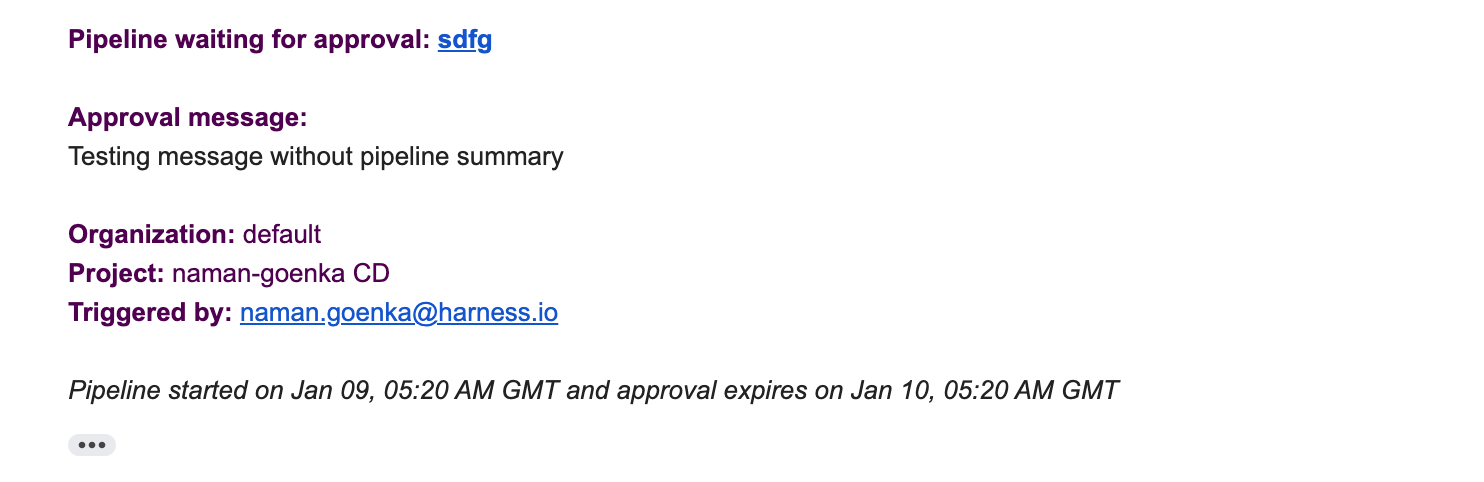 Pipeline waiting for approval: sdfg
Approval message:
Testing message without pipeline summary
Organization: default
Project: naman-goenka CD
Triggered by: naman.goenka@harness.io
Pipeline started on Jan 09, 05:20 AM GMT and approval expires on Jan 10, 05:20 AM GMT